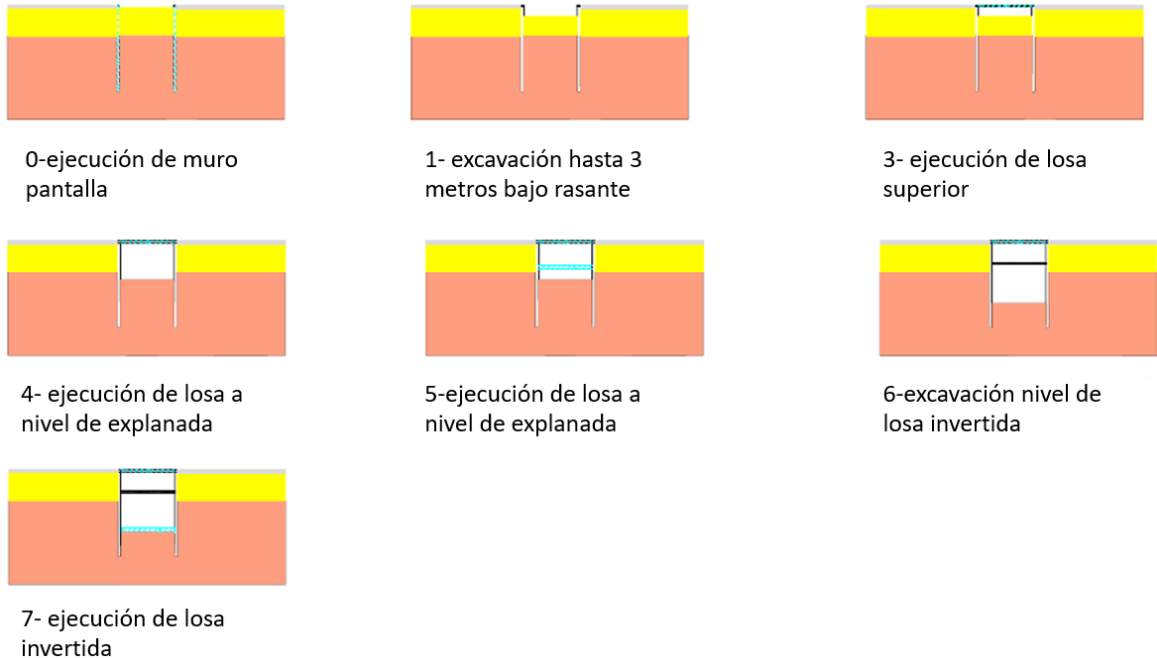 0-ejecución de muro
pantalla
1- excavación hasta 3
metros bajo rasante
3- ejecución de losa
superior
4- ejecución de losa a
nivel de explanada
5-ejecución de losa a
nivel de explanada
6-excavación nivel de
losa invertida
7- ejecución de losa
invertida